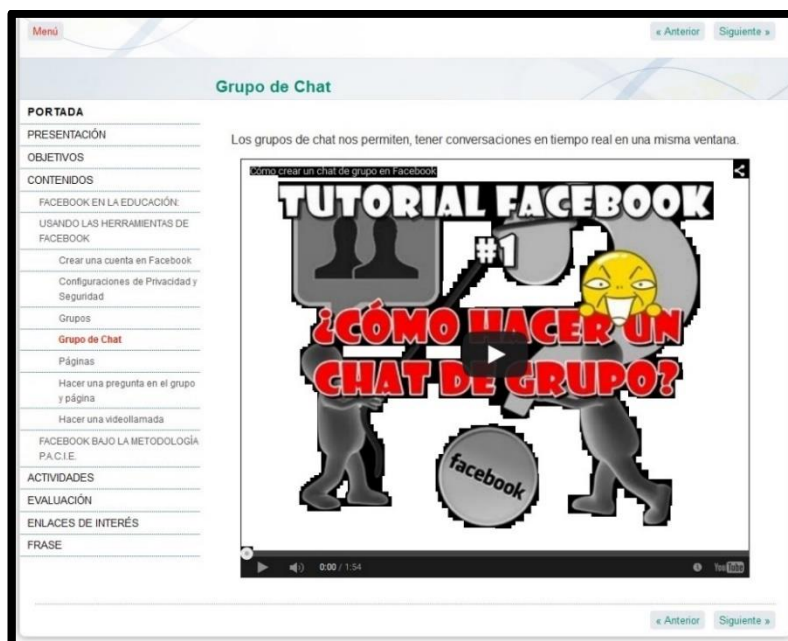 Menú
« Anterior Siguiente »
Grupo de Chat
PORTADA
PRESENTACIÓN
OBJETIVOS
CONTENIDOS
FACEBOOK EN LA EDUCACIÓN:
USANDO LAS HERRAMIENTAS DE
FACEBOOK
Crear una cuenta en Facebook
Configuraciones de Privacidad y
Seguridad
Grupos
Grupo de Chat
Páginas
Hacer una pregunta en el grupo
y página
Hacer una videollamada
FACEBOOK BAJO LA METODOLOGÍA
P.A.C.I.E.
ACTIVIDADES
EVALUACIÓN
ENLACES DE INTERÉS
FRASE
Los grupos de chat nos permiten, tener conversaciones en tiempo real en una misma ventana.
Cómo crear un chat de grupo en Facebook
TUTORIAL FACEBOOK
#1
¿CÓMO HACER UN
CHAT DE GRUPO?
facebook
0:00 / 1:54
YouTube
« Anterior Siguiente »